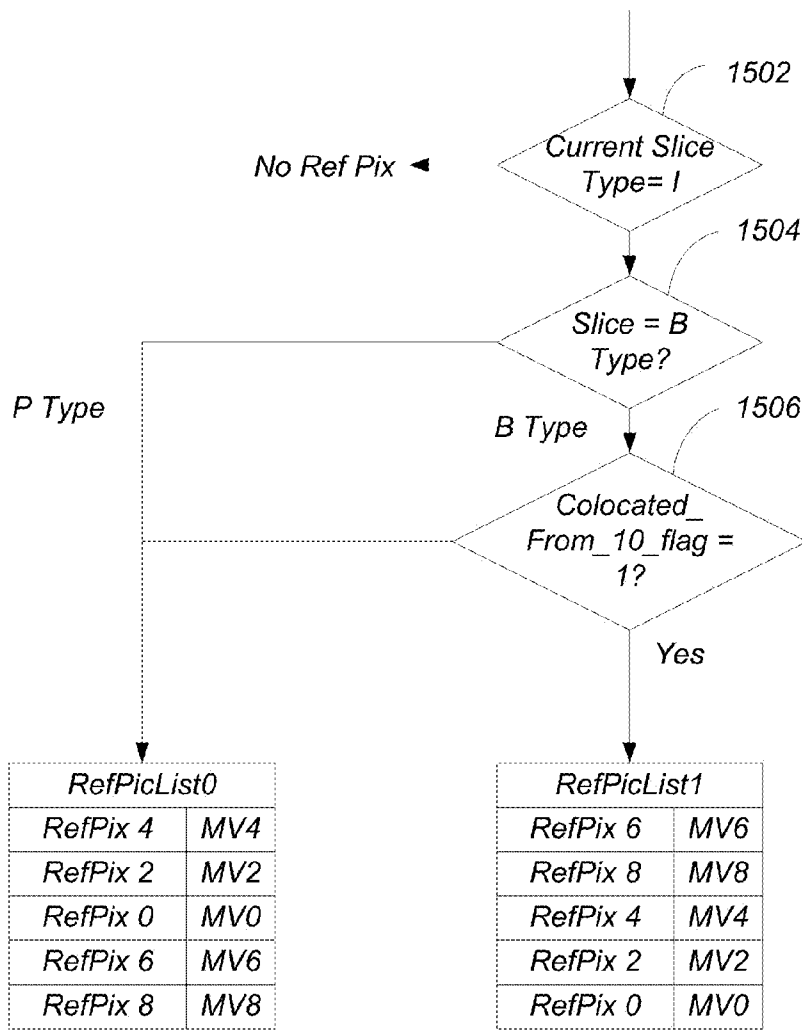 1502
Current Slice
Type= I
No Ref Pix
1504
Slice = B
Type?
P Type
B Type
1506
Colocated_
From_10_flag =
1?
Yes
RefPicList0
RefPix 4 MV4
RefPix 2 MV2
RefPix 0 MV0
RefPix 6 MV6
RefPix 8 MV8
RefPicList1
RefPix 6 MV6
RefPix 8 MV8
RefPix 4 MV4
RefPix 2 MV2
RefPix 0 MV0